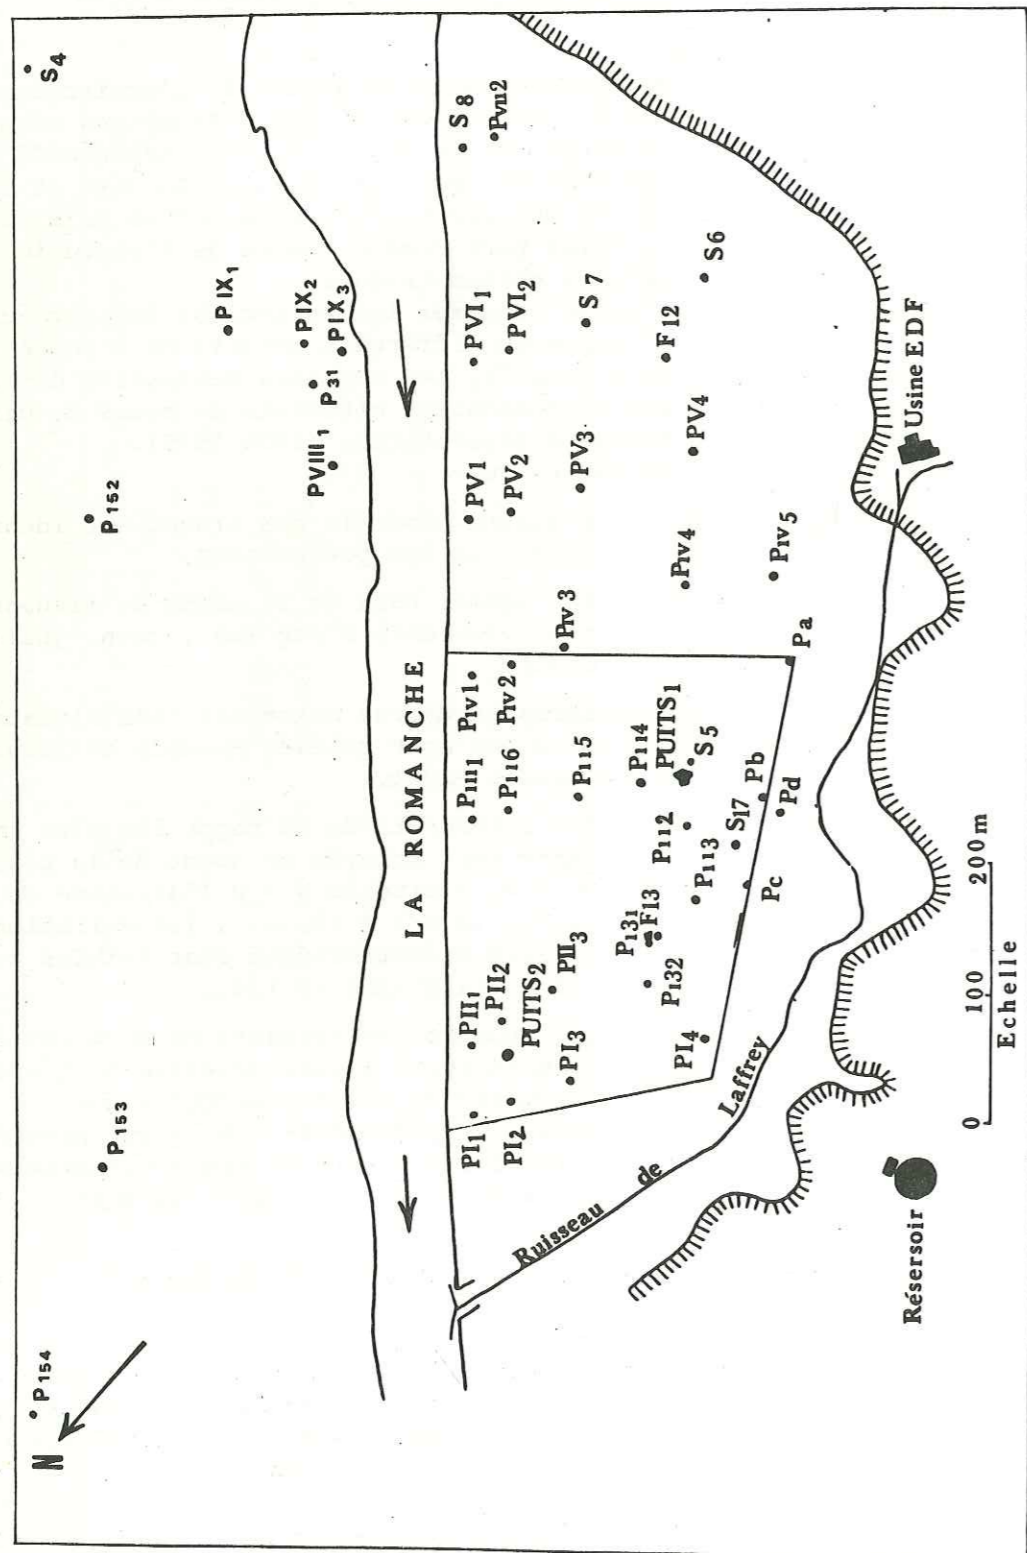 N
P154
P153
P152
S4
PVIII1
P31
PIX1
PIX2
PIX3
LA ROMANCHE
PI1
PII1
PIII1
PIV1
PV1
PVI1
S8
PVII2
PI2
PUITS2
PII2
P116
PIV2
PV2
PVI2
PI3
PII3
P115
PIV3
PV3
S7
P132
P131
F13
P114
F12
PI4
P113
P112
PUITS1
S5
PIV4
PV4
S6
S17
Pc
Pb
Pd
Pa
PIV5
Ruisseau de Laffrey
Usine EDF
Résersoir
0 100 200m
Echelle